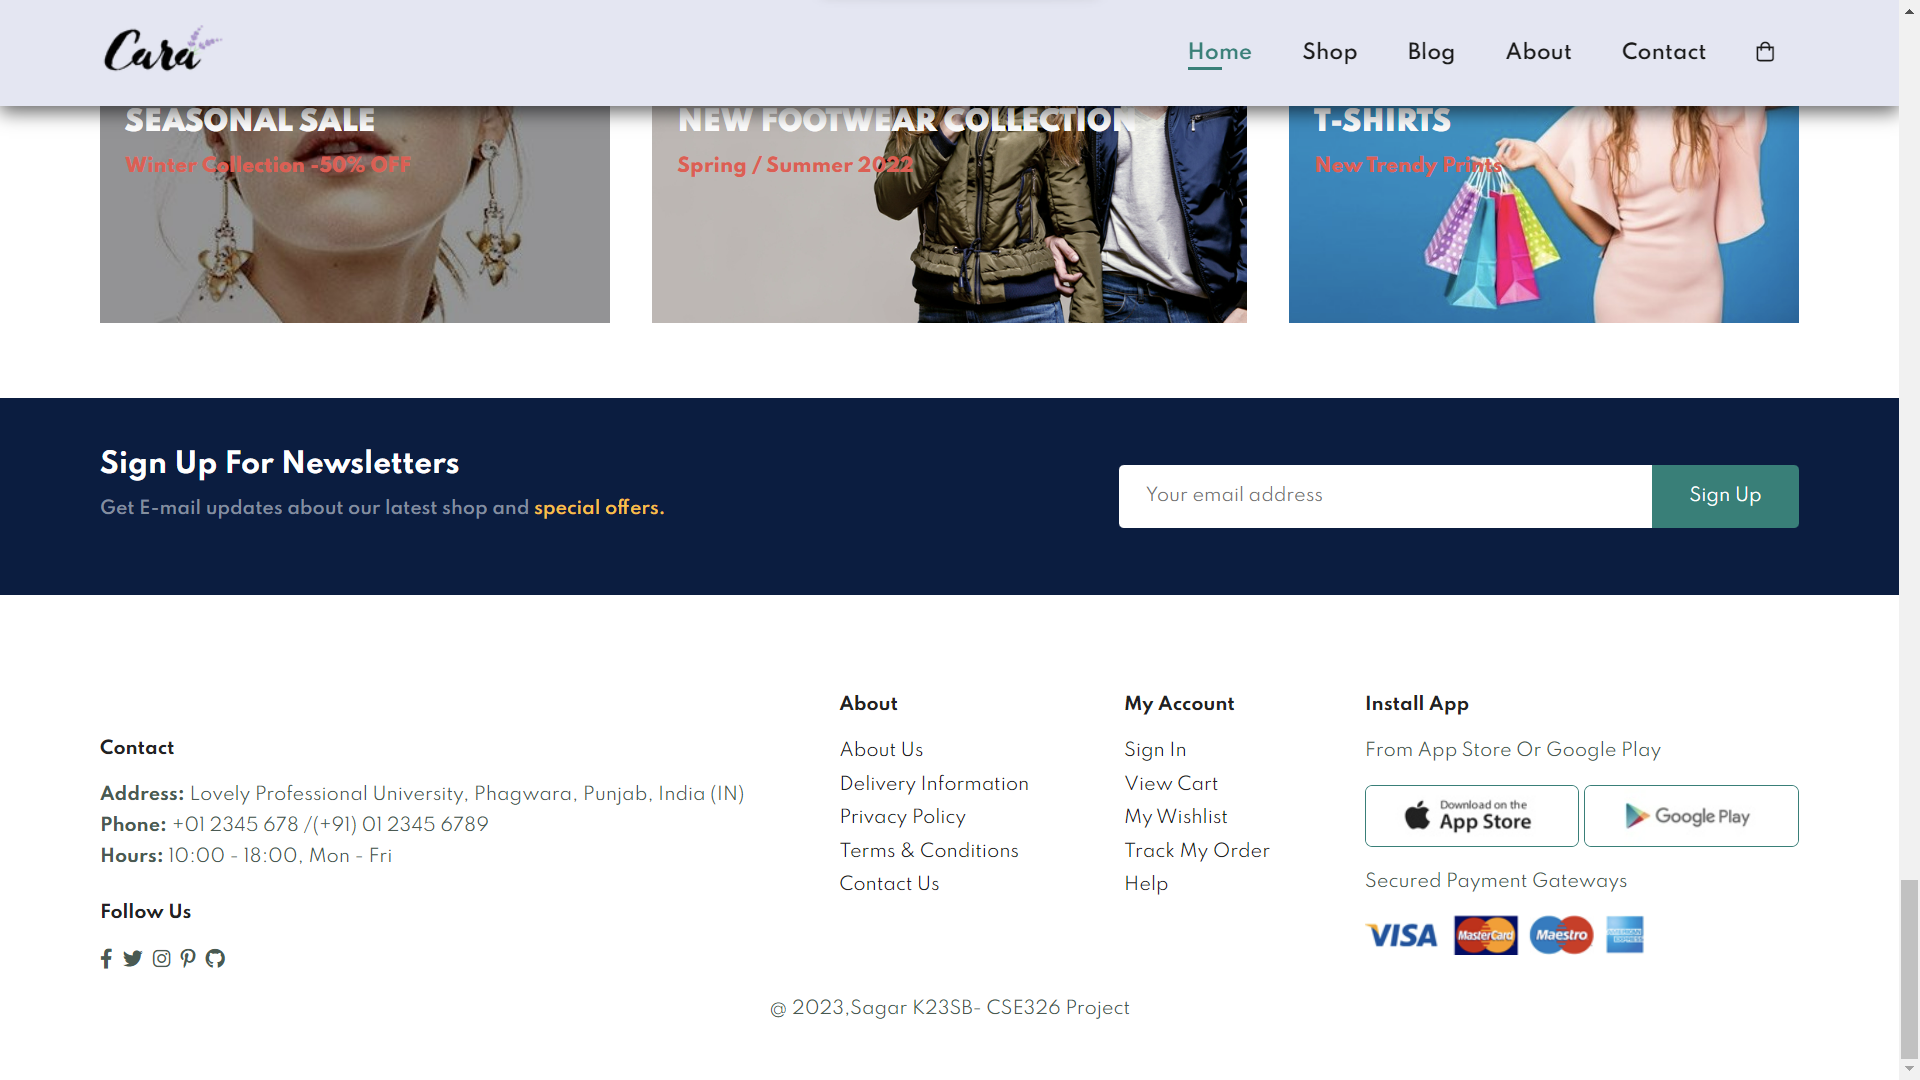 Cara
Home
Shop
Blog
About
Contact
SEASONAL SALE
Winter Collection -50% OFF
NEW FOOTWEAR COLLECTION
Spring / Summer 2022
T-SHIRTS
New Trendy Prints
Sign Up For Newsletters
Get E-mail updates about our latest shop and special offers.
Your email address
Sign Up
Contact
Address: Lovely Professional University, Phagwara, Punjab, India (IN)
Phone: +01 2345 678 /(+91) 01 2345 6789
Hours: 10:00 - 18:00, Mon - Fri
Follow Us
About
About Us
Delivery Information
Privacy Policy
Terms & Conditions
Contact Us
My Account
Sign In
View Cart
My Wishlist
Track My Order
Help
Install App
From App Store Or Google Play
Download on the
App Store
Google Play
Secured Payment Gateways
VISA
MasterCard
Maestro
AMERICAN
EXPRESS
@ 2023,Sagar K23SB- CSE326 Project